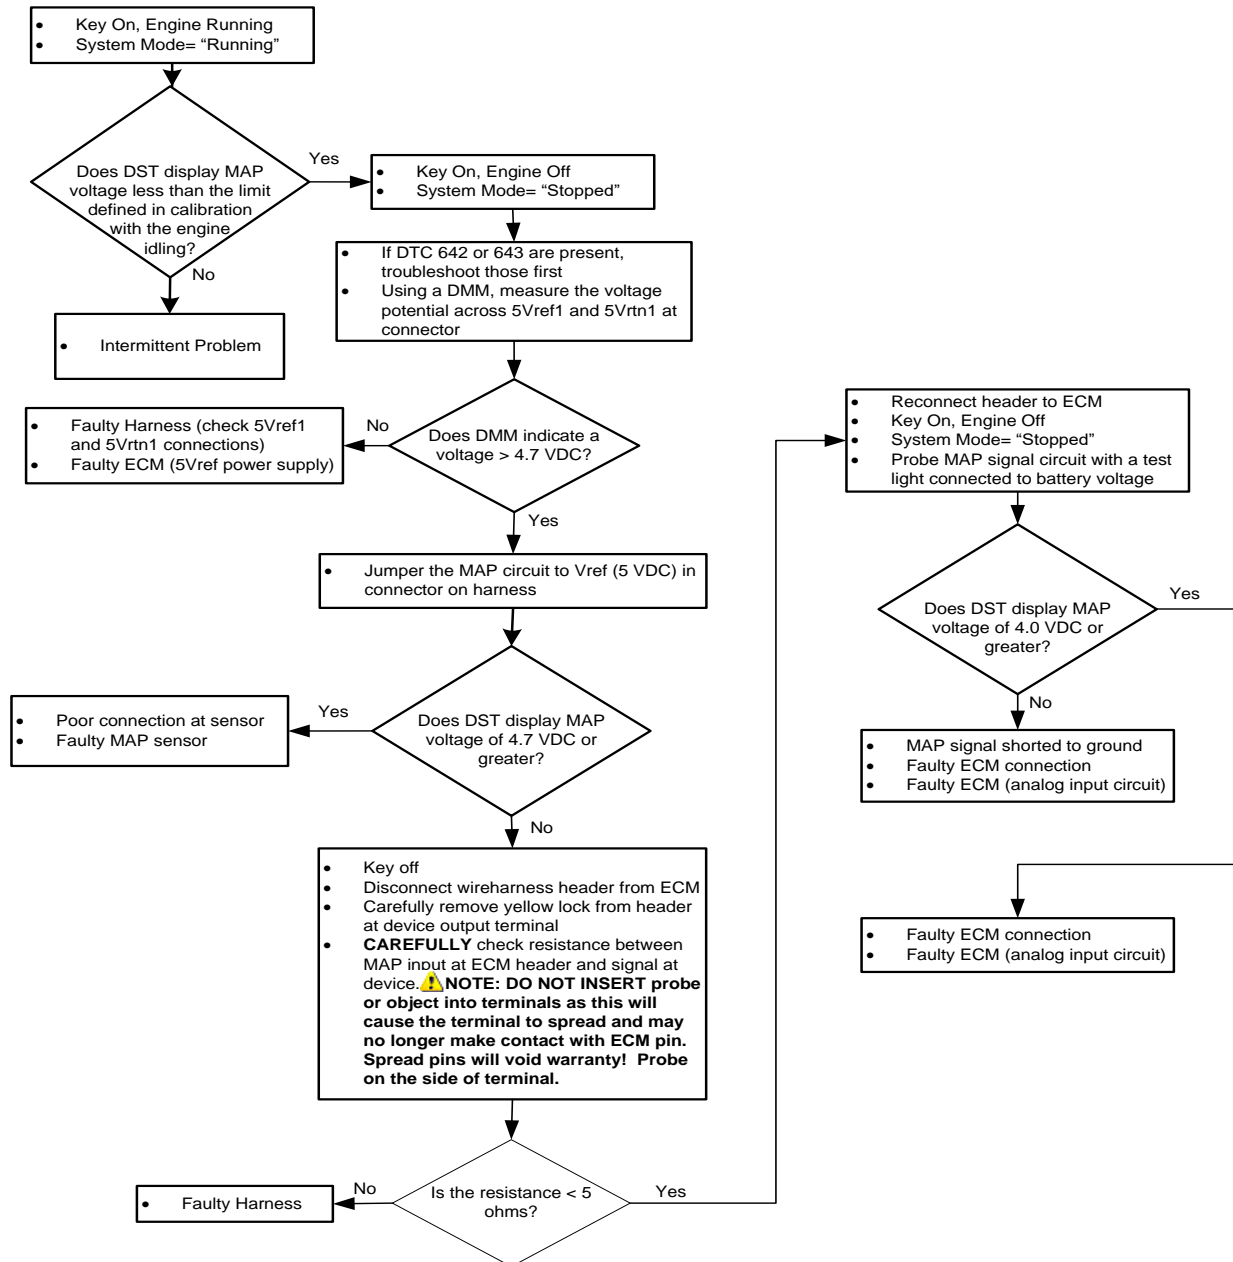 • Key On, Engine Running
• System Mode= “Running”
Does DST display MAP
voltage less than the limit
defined in calibration
with the engine
idling?
Yes
No
• Intermittent Problem
• Key On, Engine Off
• System Mode= “Stopped”
• If DTC 642 or 643 are present,
troubleshoot those first
• Using a DMM, measure the voltage
potential across 5Vref1 and 5Vrtn1 at
connector
Does DMM indicate a
voltage > 4.7 VDC?
No
• Faulty Harness (check 5Vref1
and 5Vrtn1 connections)
• Faulty ECM (5Vref power supply)
Yes
• Jumper the MAP circuit to Vref (5 VDC) in
connector on harness
Does DST display MAP
voltage of 4.7 VDC or
greater?
Yes
• Poor connection at sensor
• Faulty MAP sensor
No
• Key off
• Disconnect wireharness header from ECM
• Carefully remove yellow lock from header
at device output terminal
• CAREFULLY check resistance between
MAP input at ECM header and signal at
device. NOTE: DO NOT INSERT probe
or object into terminals as this will
cause the terminal to spread and may
no longer make contact with ECM pin.
Spread pins will void warranty! Probe
on the side of terminal.
Is the resistance < 5
ohms?
No
• Faulty Harness
Yes
• Reconnect header to ECM
• Key On, Engine Off
• System Mode= “Stopped”
• Probe MAP signal circuit with a test
light connected to battery voltage
Does DST display MAP
voltage of 4.0 VDC or
greater?
Yes
No
• MAP signal shorted to ground
• Faulty ECM connection
• Faulty ECM (analog input circuit)
• Faulty ECM connection
• Faulty ECM (analog input circuit)